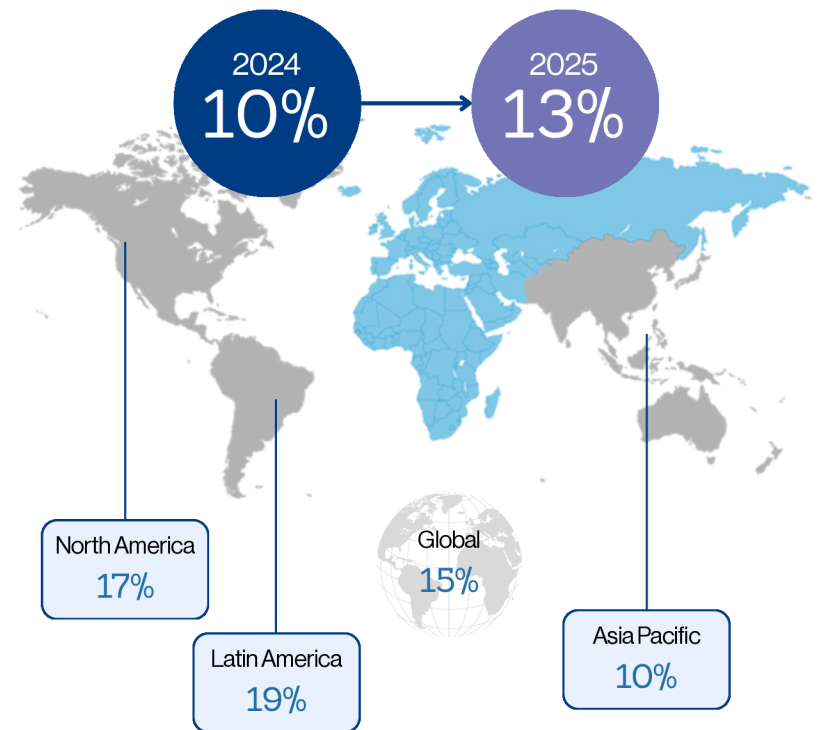 2024
10%
2025
13%
North America
17%
Latin America
19%
Global
15%
Asia Pacific
10%